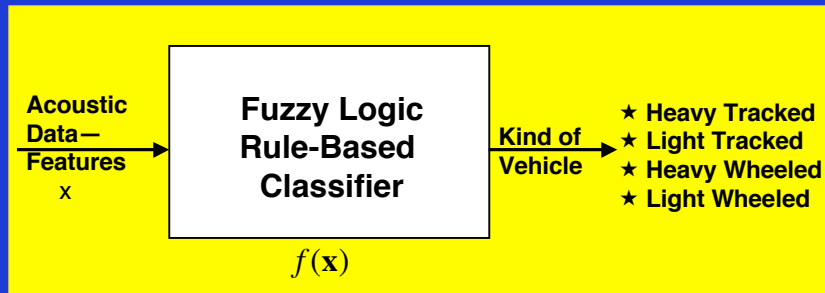 Acoustic
Data—
Features
x
Fuzzy Logic
Rule-Based
Classifier
f(x)
Kind of
Vehicle
★ Heavy Tracked
★ Light Tracked
★ Heavy Wheeled
★ Light Wheeled